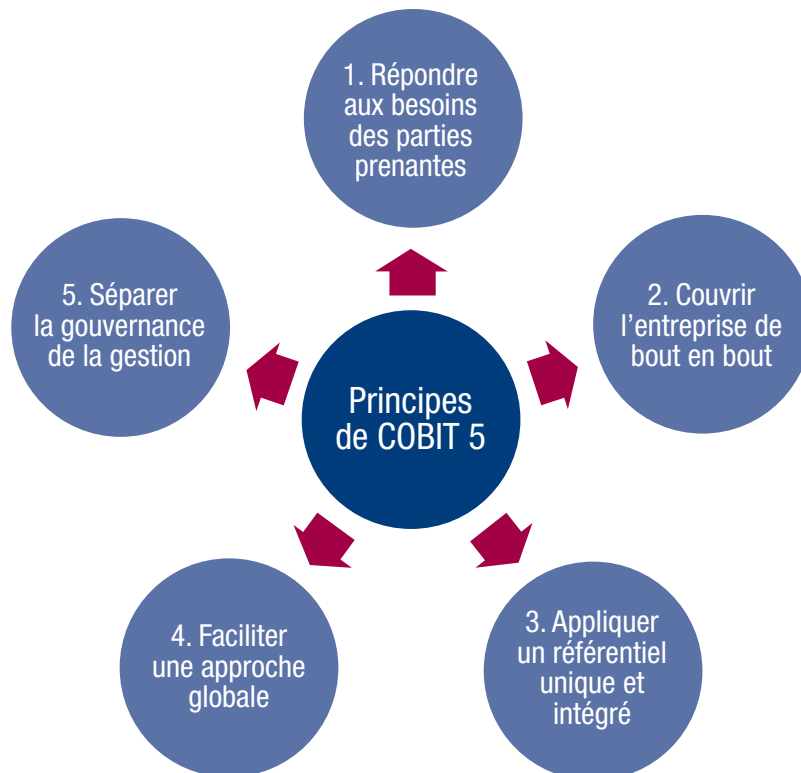 1. Répondre
aux besoins
des parties
prenantes
2. Couvrir
l’entreprise de
bout en bout
3. Appliquer
un référentiel
unique et
intégré
4. Faciliter
une approche
globale
5. Séparer
la gouvernance
de la gestion
Principes
de COBIT 5